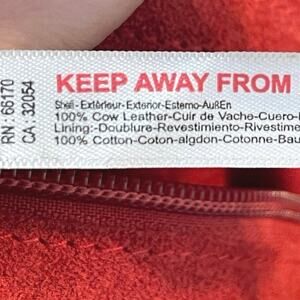 RN: 66170
CA: 32054
KEEP AWAY FROM
Shell - Extérieur- Exterior-Esterno-AußEn
100% Cow Leather-Cuir de Vache-Cuero-
Lining:-Doublure-Revestimiento-Rivestime
100% Cotton-Coton-algdon-Cotonne-Bau